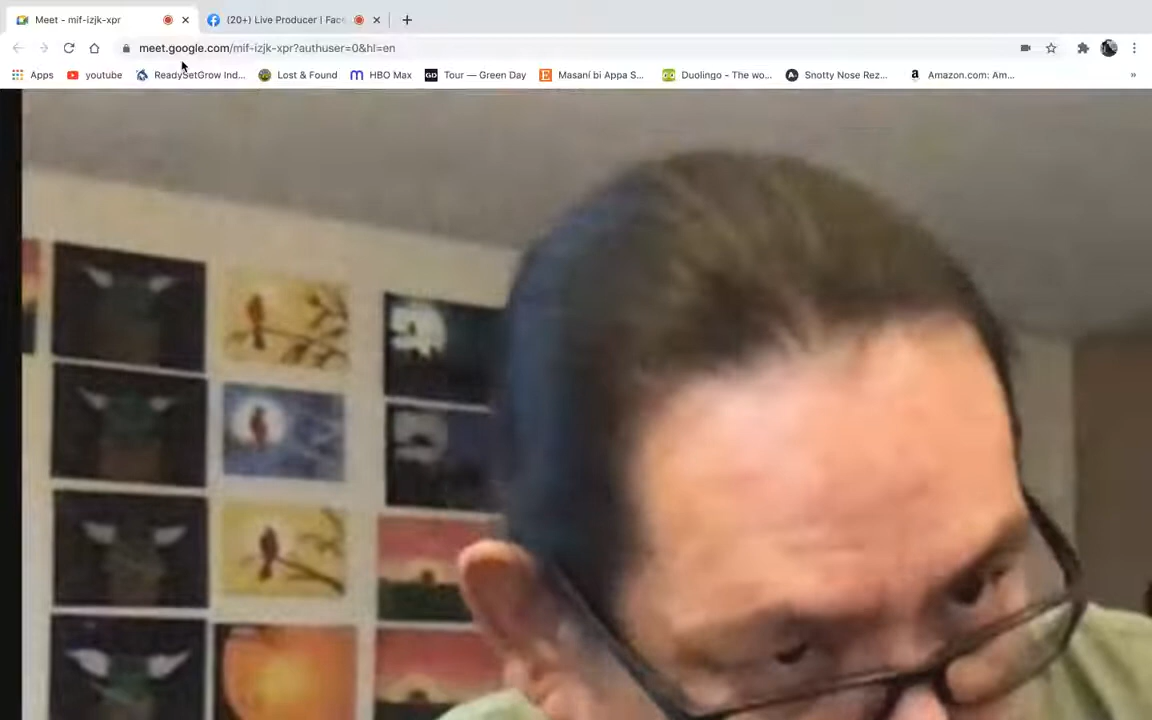 Meet - mif-izjk-xpr
(20+) Live Producer | Face
meet.google.com/mif-izjk-xpr?authuser=0&hl=en
Apps youtube ReadySetGrow Ind... Lost & Found HBO Max GD Tour — Green Day E Masaní bi Appa S... Duolingo - The wo... Snotty Nose Rez... a Amazon.com: Am... »